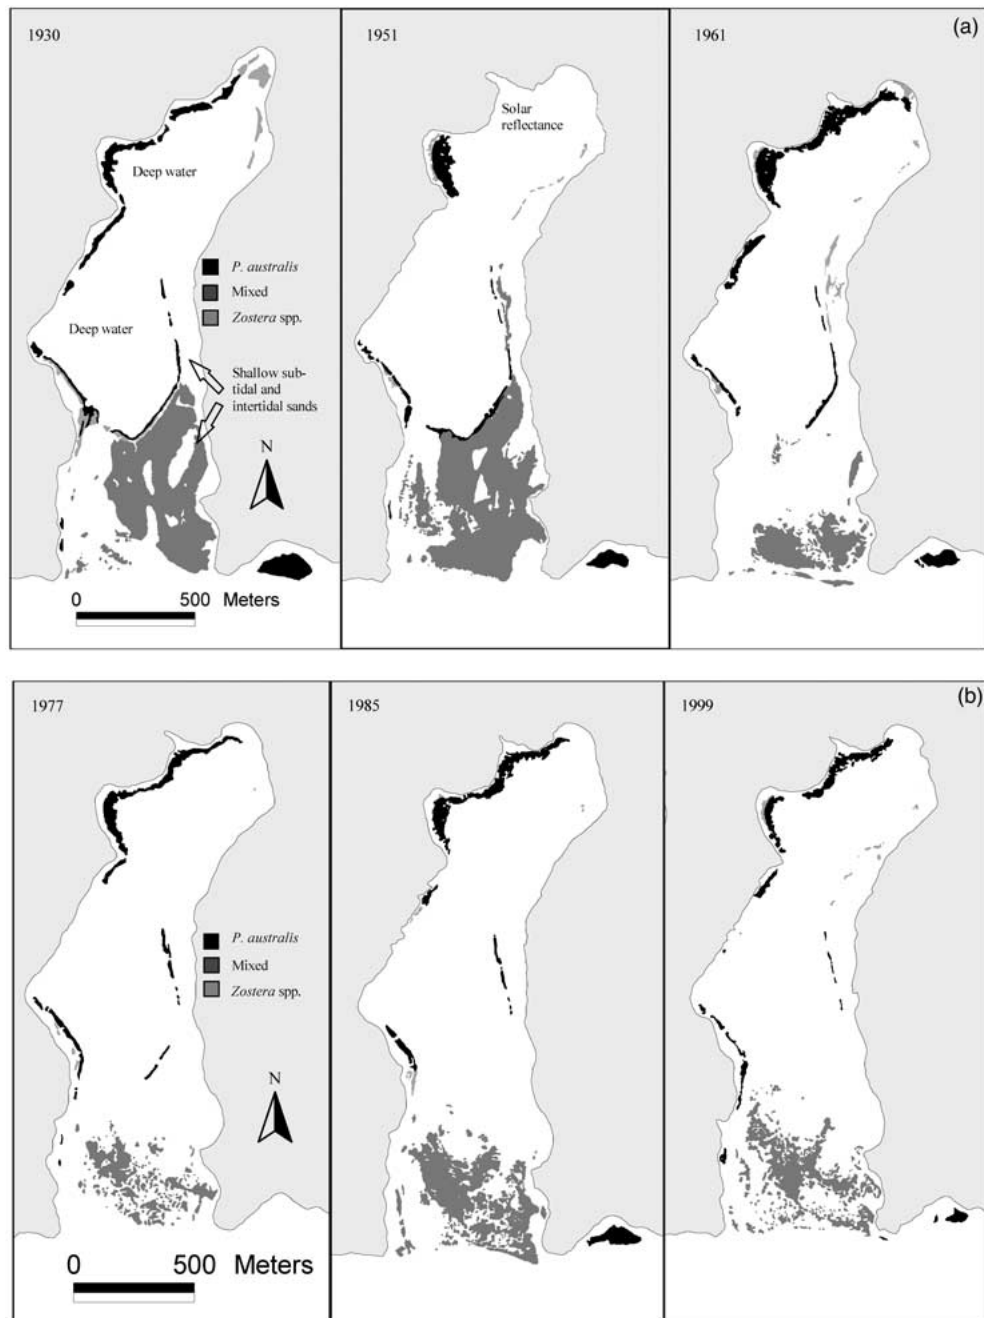 1930
1951
1961
(a)
Solar
reflectance
Deep water
P. australis
Mixed
Zostera spp.
Deep water
Shallow sub-
tidal and
intertidal sands
N
0 500 Meters
1977
1985
1999
(b)
P. australis
Mixed
Zostera spp.
N
0 500 Meters